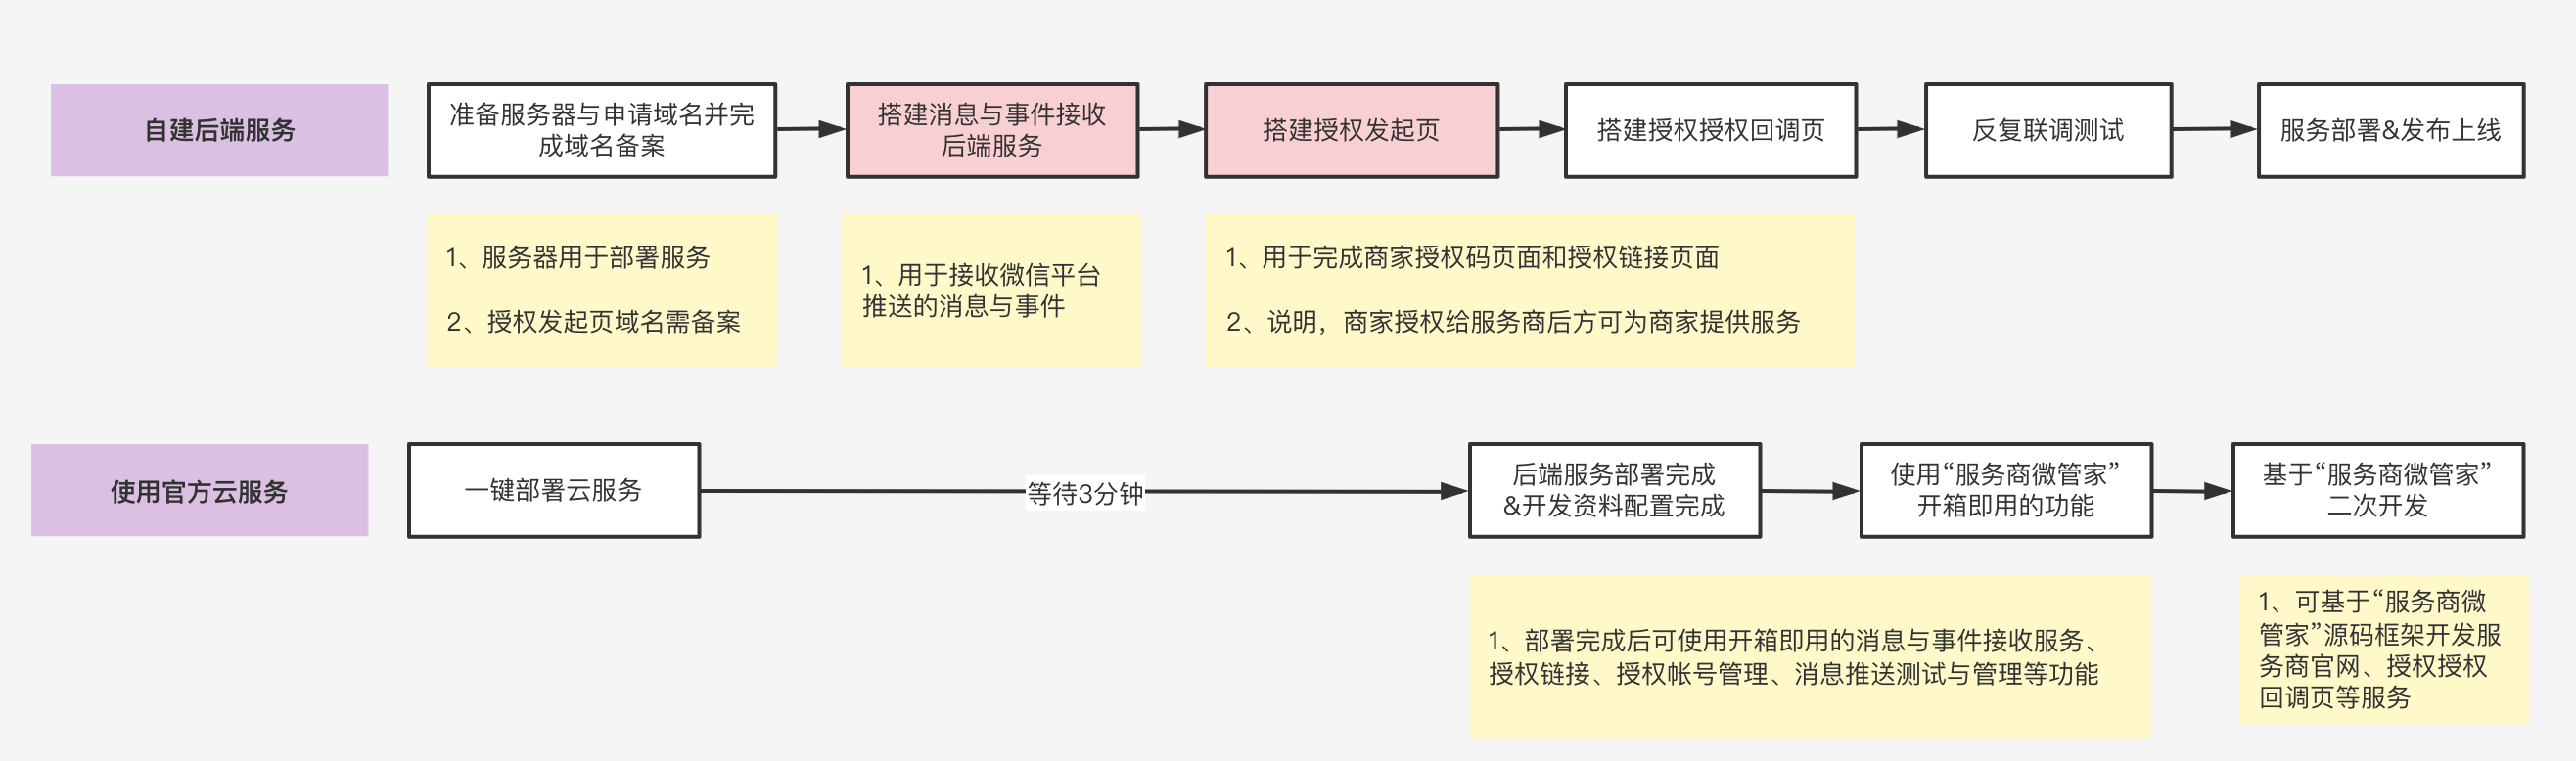 自建后端服务
准备服务器与申请域名并完
成域名备案
搭建消息与事件接收
后端服务
搭建授权发起页
搭建授权授权回调页
反复联调测试
服务部署&发布上线
1、服务器用于部署服务
2、授权发起页域名需备案
1、用于接收微信平台
推送的消息与事件
1、用于完成商家授权码页面和授权链接页面
2、说明，商家授权给服务商后方可为商家提供服务
使用官方云服务
一键部署云服务
等待3分钟
后端服务部署完成
&开发资料配置完成
使用“服务商微管家”
开箱即用的功能
基于“服务商微管家”
二次开发
1、部署完成后可使用开箱即用的消息与事件接收服务、
授权链接、授权帐号管理、消息推送测试与管理等功能
1、可基于“服务商微
管家”源码框架开发服
务商官网、授权授权
回调页等服务